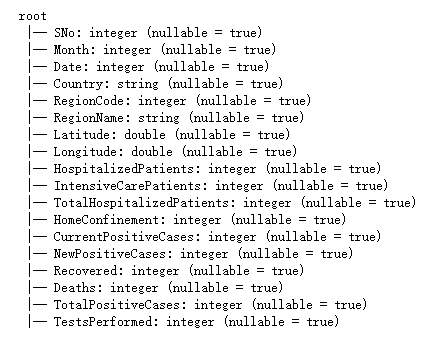 root
 |-- SNo: integer (nullable = true)
 |-- Month: integer (nullable = true)
 |-- Date: integer (nullable = true)
 |-- Country: string (nullable = true)
 |-- RegionCode: integer (nullable = true)
 |-- RegionName: string (nullable = true)
 |-- Latitude: double (nullable = true)
 |-- Longitude: double (nullable = true)
 |-- HospitalizedPatients: integer (nullable = true)
 |-- IntensiveCarePatients: integer (nullable = true)
 |-- TotalHospitalizedPatients: integer (nullable = true)
 |-- HomeConfinement: integer (nullable = true)
 |-- CurrentPositiveCases: integer (nullable = true)
 |-- NewPositiveCases: integer (nullable = true)
 |-- Recovered: integer (nullable = true)
 |-- Deaths: integer (nullable = true)
 |-- TotalPositiveCases: integer (nullable = true)
 |-- TestsPerformed: integer (nullable = true)